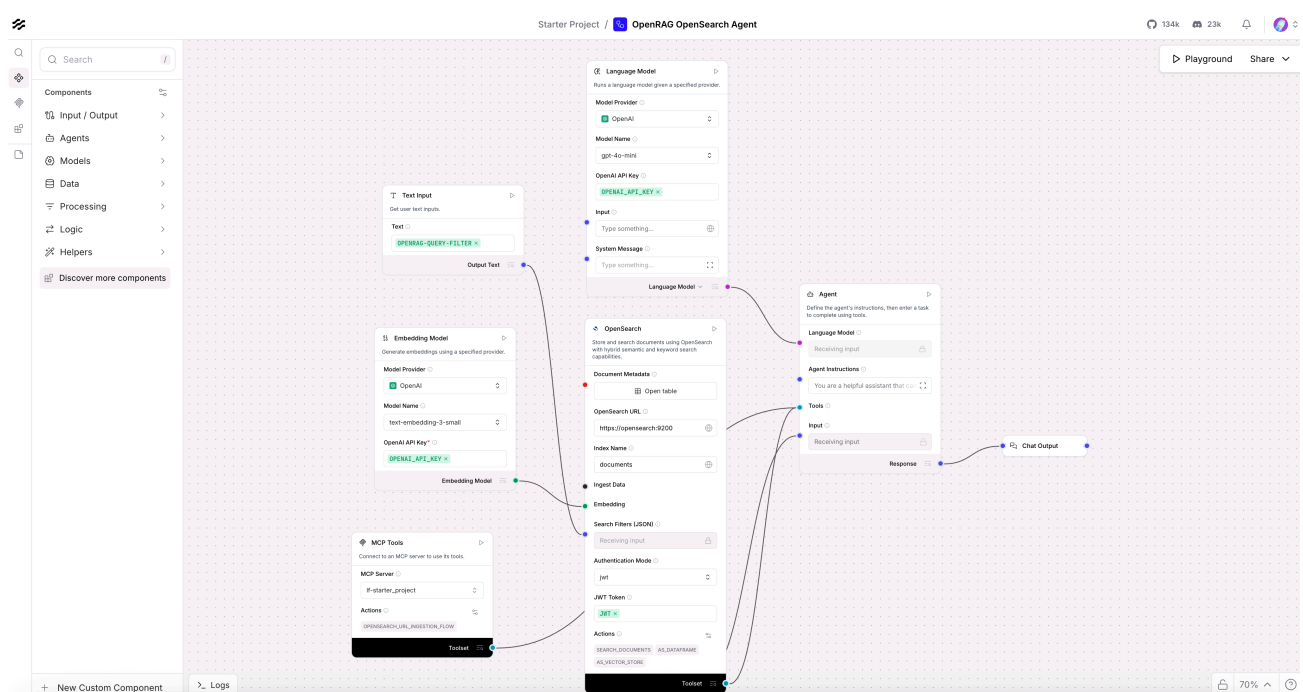 Starter Project / OpenRAG OpenSearch Agent
134k
23k
Search /
Components
Input / Output
Agents
Models
Data
Processing
Logic
Helpers
Discover more components
New Custom Component
Logs
Playground
Share
70%
Text Input
Get user text inputs.
Text
OPENRAG-QUERY-FILTER ×
Output Text
Embedding Model
Generate embeddings using a specified provider.
Model Provider
OpenAI
Model Name
text-embedding-3-small
OpenAI API Key*
OPENAI_API_KEY ×
Embedding Model
MCP Tools
Connect to an MCP server to use its tools.
MCP Server
lf-starter_project
Actions
OPENSEARCH_URL_INGESTION_FLOW
Toolset
Language Model
Runs a language model given a specified provider.
Model Provider
OpenAI
Model Name
gpt-4o-mini
OpenAI API Key
OPENAI_API_KEY ×
Input
Type something...
System Message
Type something...
Language Model
OpenSearch
Store and search documents using OpenSearch
with hybrid semantic and keyword search
capabilities.
Document Metadata
Open table
OpenSearch URL
https://opensearch:9200
Index Name
documents
Ingest Data
Embedding
Search Filters (JSON)
Receiving input
Authentication Mode
jwt
JWT Token
JWT ×
Actions
SEARCH_DOCUMENTS AS_DATAFRAME
AS_VECTOR_STORE
Toolset
Agent
Define the agent's instructions, then enter a task
to complete using tools.
Language Model
Receiving input
Agent Instructions
You are a helpful assistant that
Tools
Input
Receiving input
Response
Chat Output